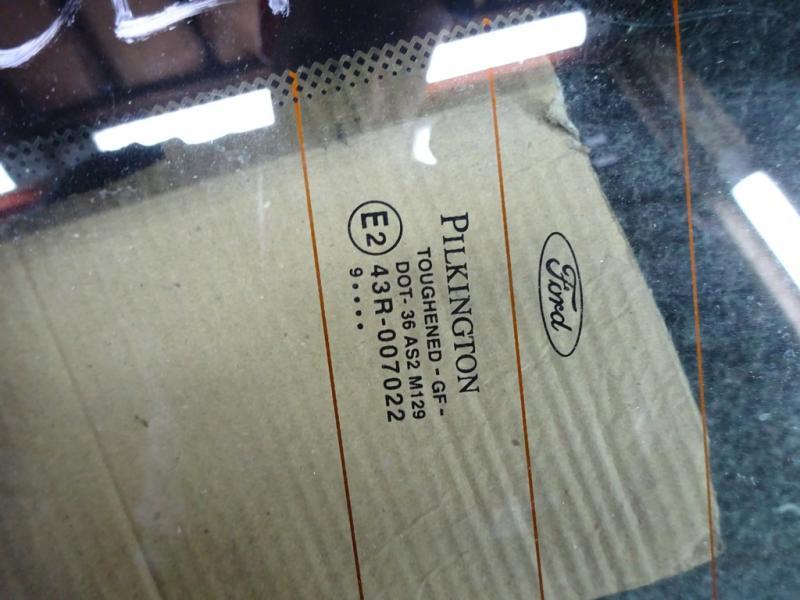 Ford
PILKINGTON
TOUGHENED - GF -
DOT- 36 AS2 M129
E2 43R-007022
9....